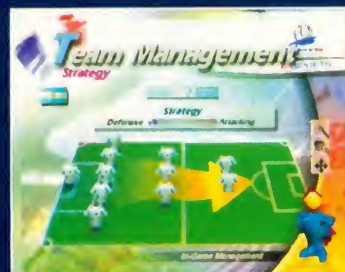 Team Management
Strategy
Strategy
Defensive Attacking
In-Game Management